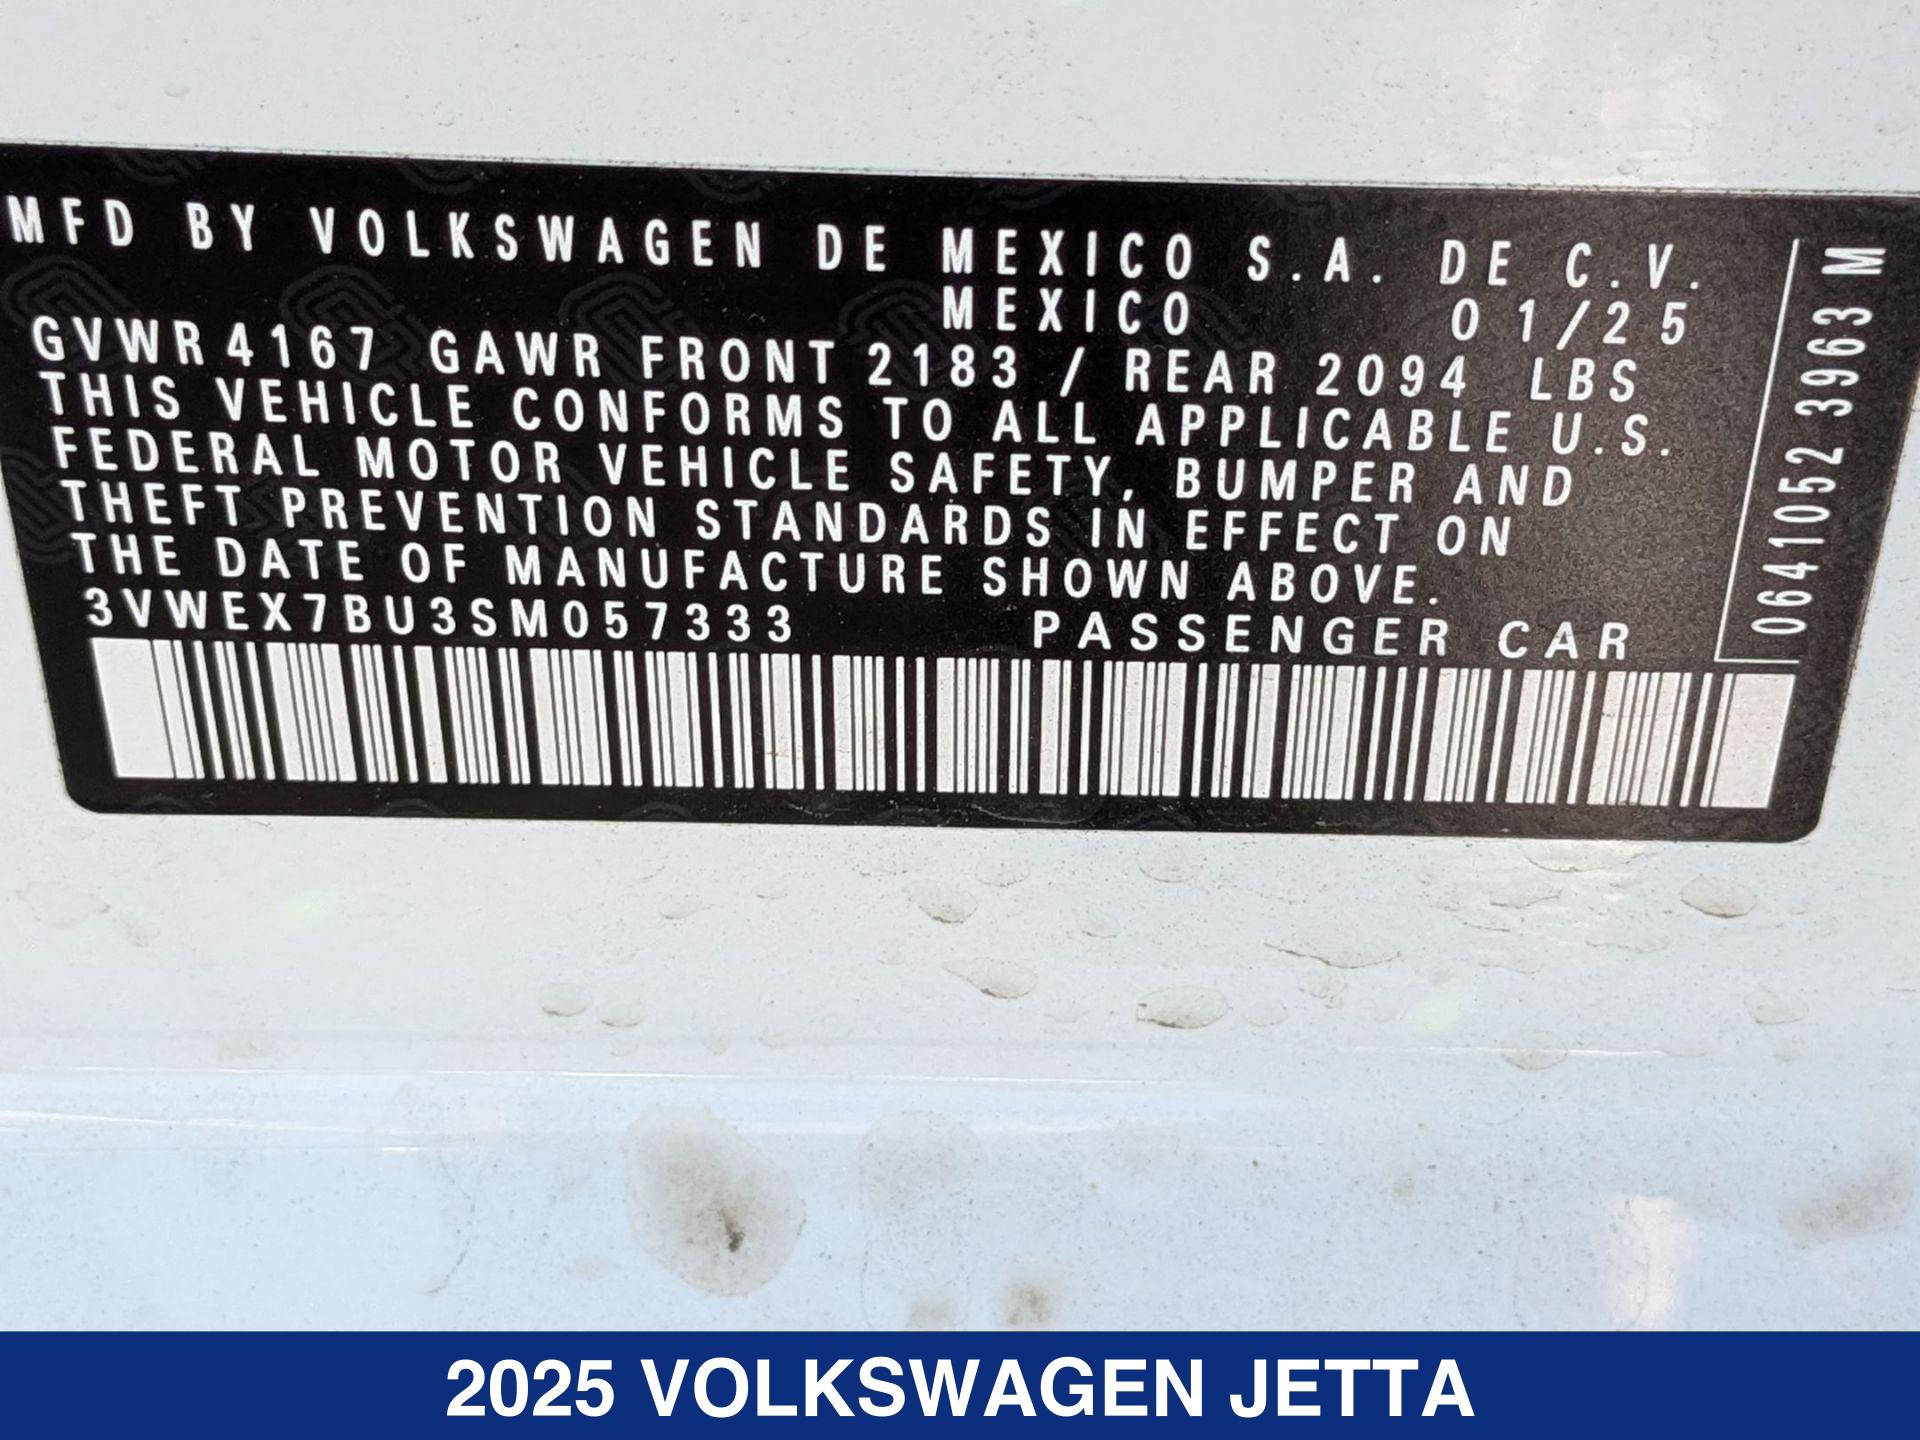 MFD BY VOLKSWAGEN DE MEXICO S.A. DE C.V.
MEXICO 01/25
GVWR 4167 GAWR FRONT 2183 / REAR 2094 LBS
THIS VEHICLE CONFORMS TO ALL APPLICABLE U.S.
FEDERAL MOTOR VEHICLE SAFETY, BUMPER AND
THEFT PREVENTION STANDARDS IN EFFECT ON
THE DATE OF MANUFACTURE SHOWN ABOVE.
3VWEX7BU3SM057333 PASSENGER CAR
0641052 3963 M
2025 VOLKSWAGEN JETTA